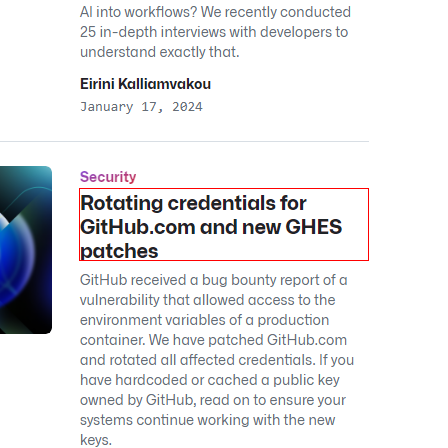 AI into workflows? We recently conducted
25 in-depth interviews with developers to
understand exactly that.
Eirini Kalliamvakou
January 17, 2024
Security
Rotating credentials for
GitHub.com and new GHES
patches
GitHub received a bug bounty report of a
vulnerability that allowed access to the
environment variables of a production
container. We have patched GitHub.com
and rotated all affected credentials. If you
have hardcoded or cached a public key
owned by GitHub, read on to ensure your
systems continue working with the new
keys.